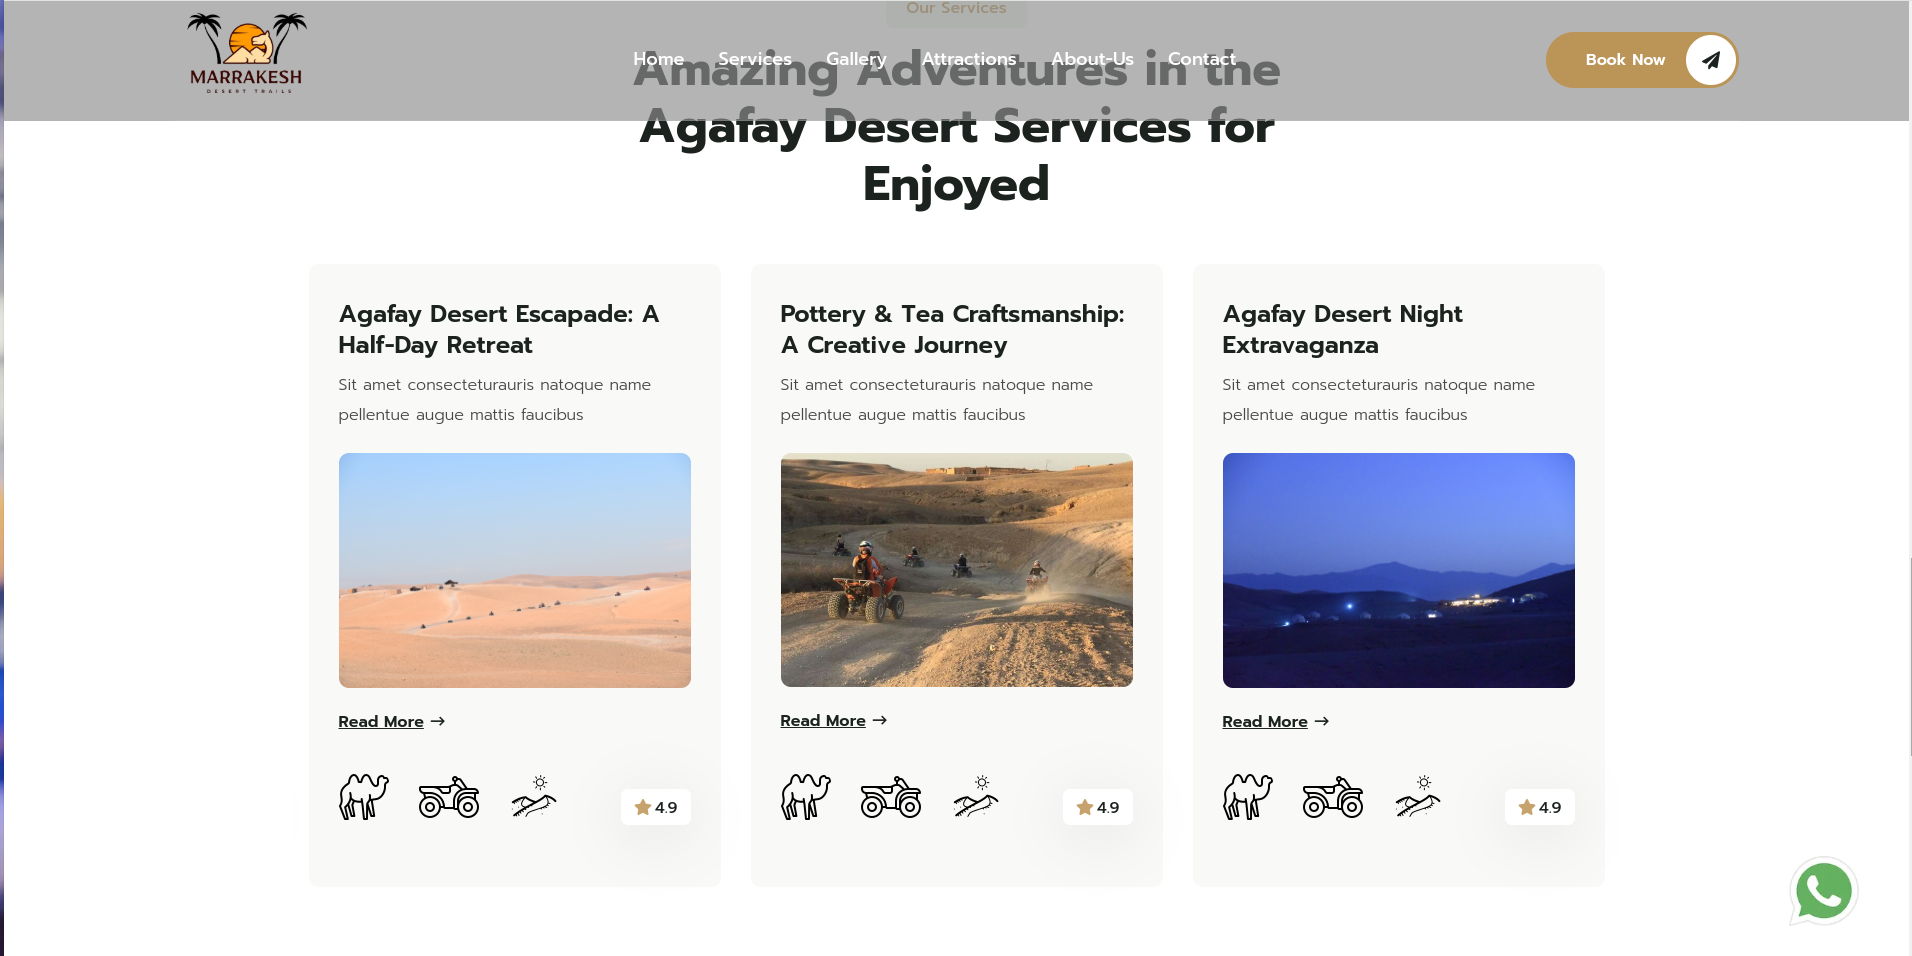 Our Services
MARRAKESH
DESERT TRAILS
Home Services Gallery Attractions About-Us Contact
Book Now
Amazing Adventures in the
Agafay Desert Services for
Enjoyed
Agafay Desert Escapade: A
Half-Day Retreat
Sit amet consecteturauris natoque name
pellentue augue mattis faucibus
Read More
4.9
Pottery & Tea Craftsmanship:
A Creative Journey
Sit amet consecteturauris natoque name
pellentue augue mattis faucibus
Read More
4.9
Agafay Desert Night
Extravaganza
Sit amet consecteturauris natoque name
pellentue augue mattis faucibus
Read More
4.9